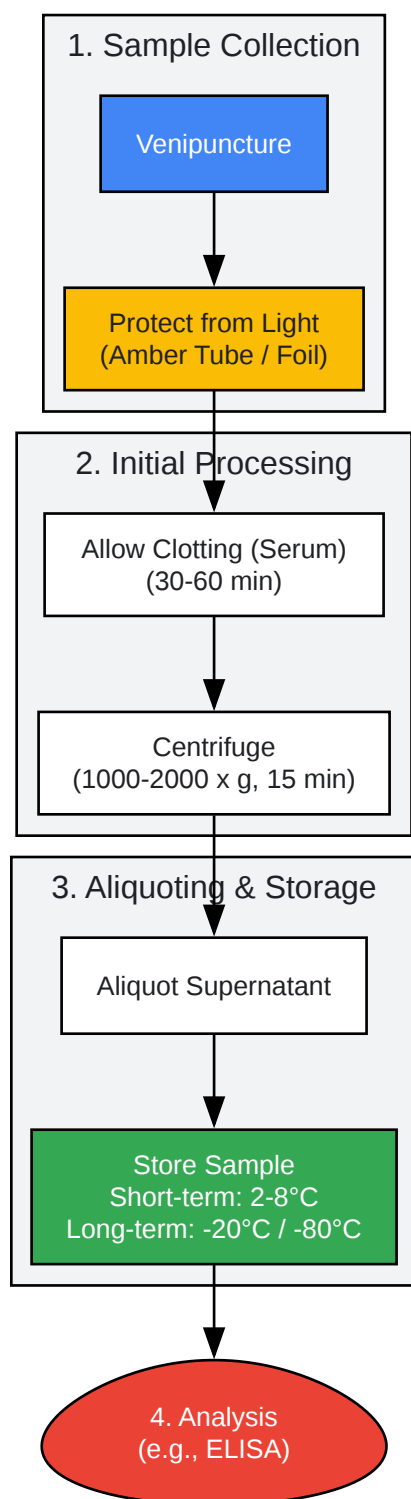 1. Sample Collection
Venipuncture
Protect from Light
(Amber Tube / Foil)
2. Initial Processing
Allow Clotting (Serum)
(30-60 min)
Centrifuge
(1000-2000 x g, 15 min)
3. Aliquoting & Storage
Aliquot Supernatant
Store Sample
Short-term: 2-8°C
Long-term: -20°C / -80°C
4. Analysis
(e.g., ELISA)